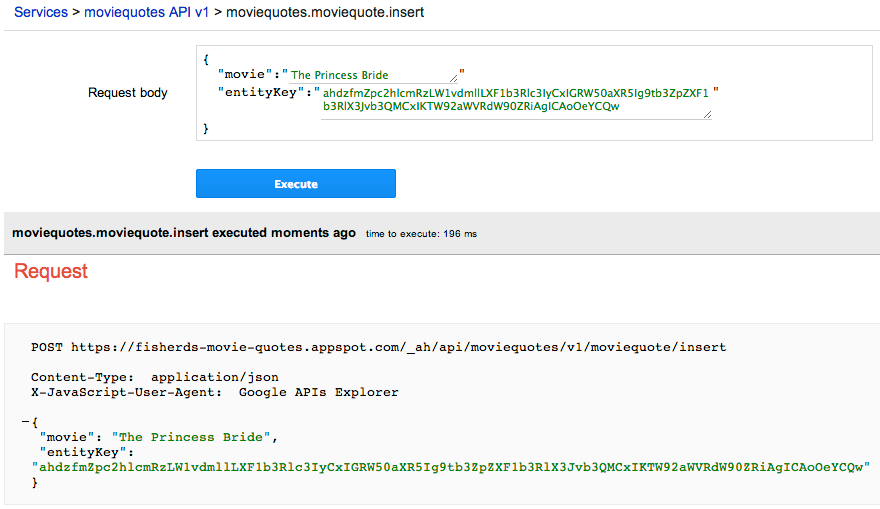 Services > moviequotes API v1 > moviequotes.moviequote.insert
{
Request body
"movie":"The Princess Bride"
"entityKey":"ahdzfmZpc2hlcmRzLW1vdmllLXF1b3Rlc3IyCxIGRW50aXR5Ig9tb3ZpZXF1"
b3RlX3Jvb3QMCxIKTW92aWVRdW90ZRiAgICAoOeYCQw
}
Execute
moviequotes.moviequote.insert executed moments ago time to execute: 196 ms
Request
POST https://fisherds-movie-quotes.appspot.com/_ah/api/moviequotes/v1/moviequote/insert
Content-Type: application/json
X-JavaScript-User-Agent: Google APIs Explorer
−{
"movie": "The Princess Bride",
"entityKey":
"ahdzfmZpc2hlcmRzLW1vdmllLXF1b3Rlc3IyCxIGRW50aXR5Ig9tb3ZpZXF1b3RlX3Jvb3QMCxIKTW92aWVRdW90ZRiAgICAoOeYCQw"
}